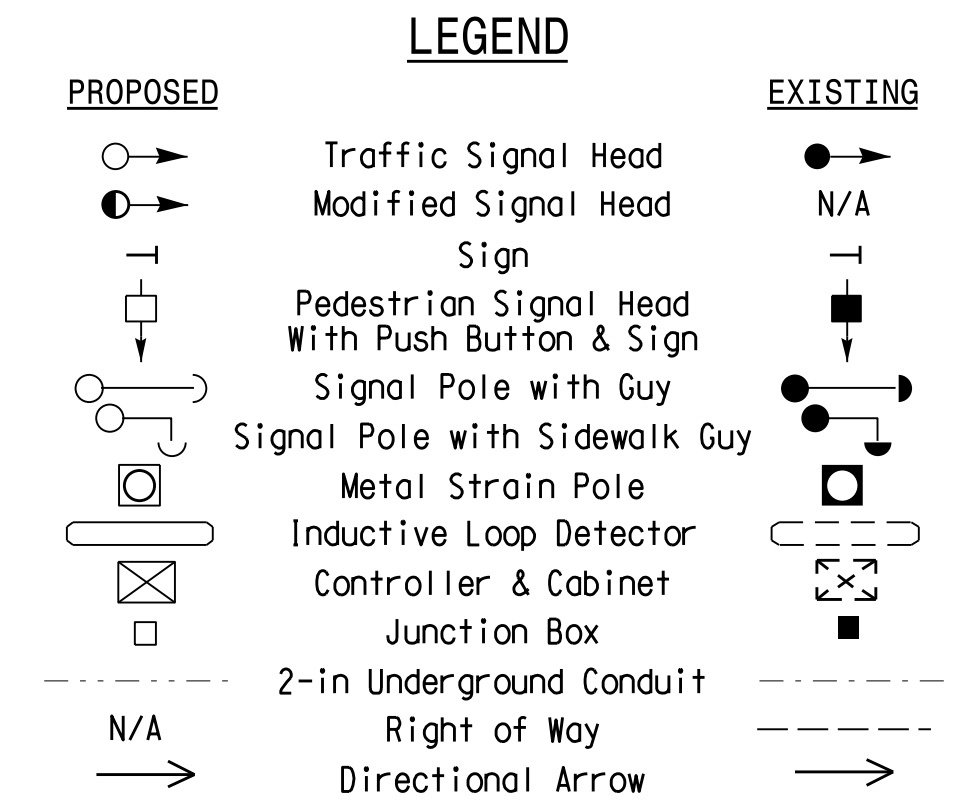 LEGEND
PROPOSED EXISTING
Traffic Signal Head
Modified Signal Head N/A
Sign
Pedestrian Signal Head
With Push Button & Sign
Signal Pole with Guy
Signal Pole with Sidewalk Guy
Metal Strain Pole
Inductive Loop Detector
Controller & Cabinet
Junction Box
2-in Underground Conduit
N/A Right of Way
Directional Arrow